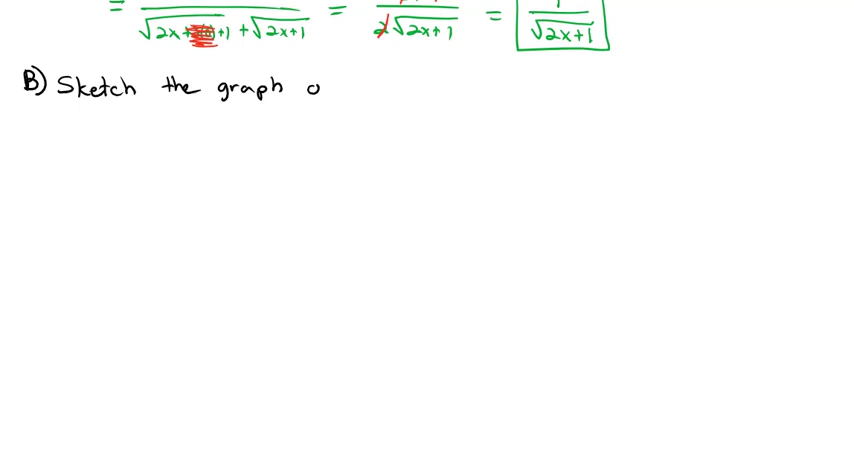 = / (√(2x+ +1) + √(2x+1)) = / (2√(2x+1)) = 1/√(2x+1)
B) Sketch the graph o